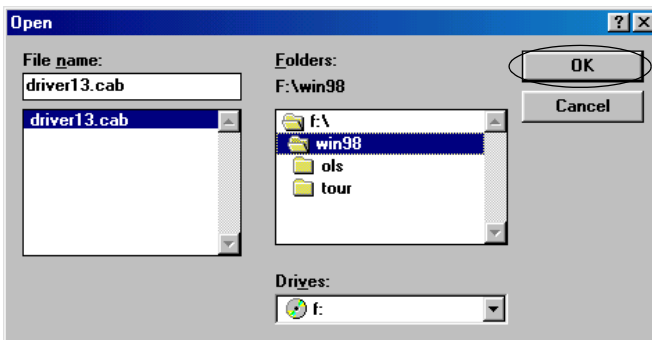 Open
File name:
driver13.cab
driver13.cab
Folders:
F:\win98
f:\
win98
ols
tour
Drives:
f:
OK
Cancel